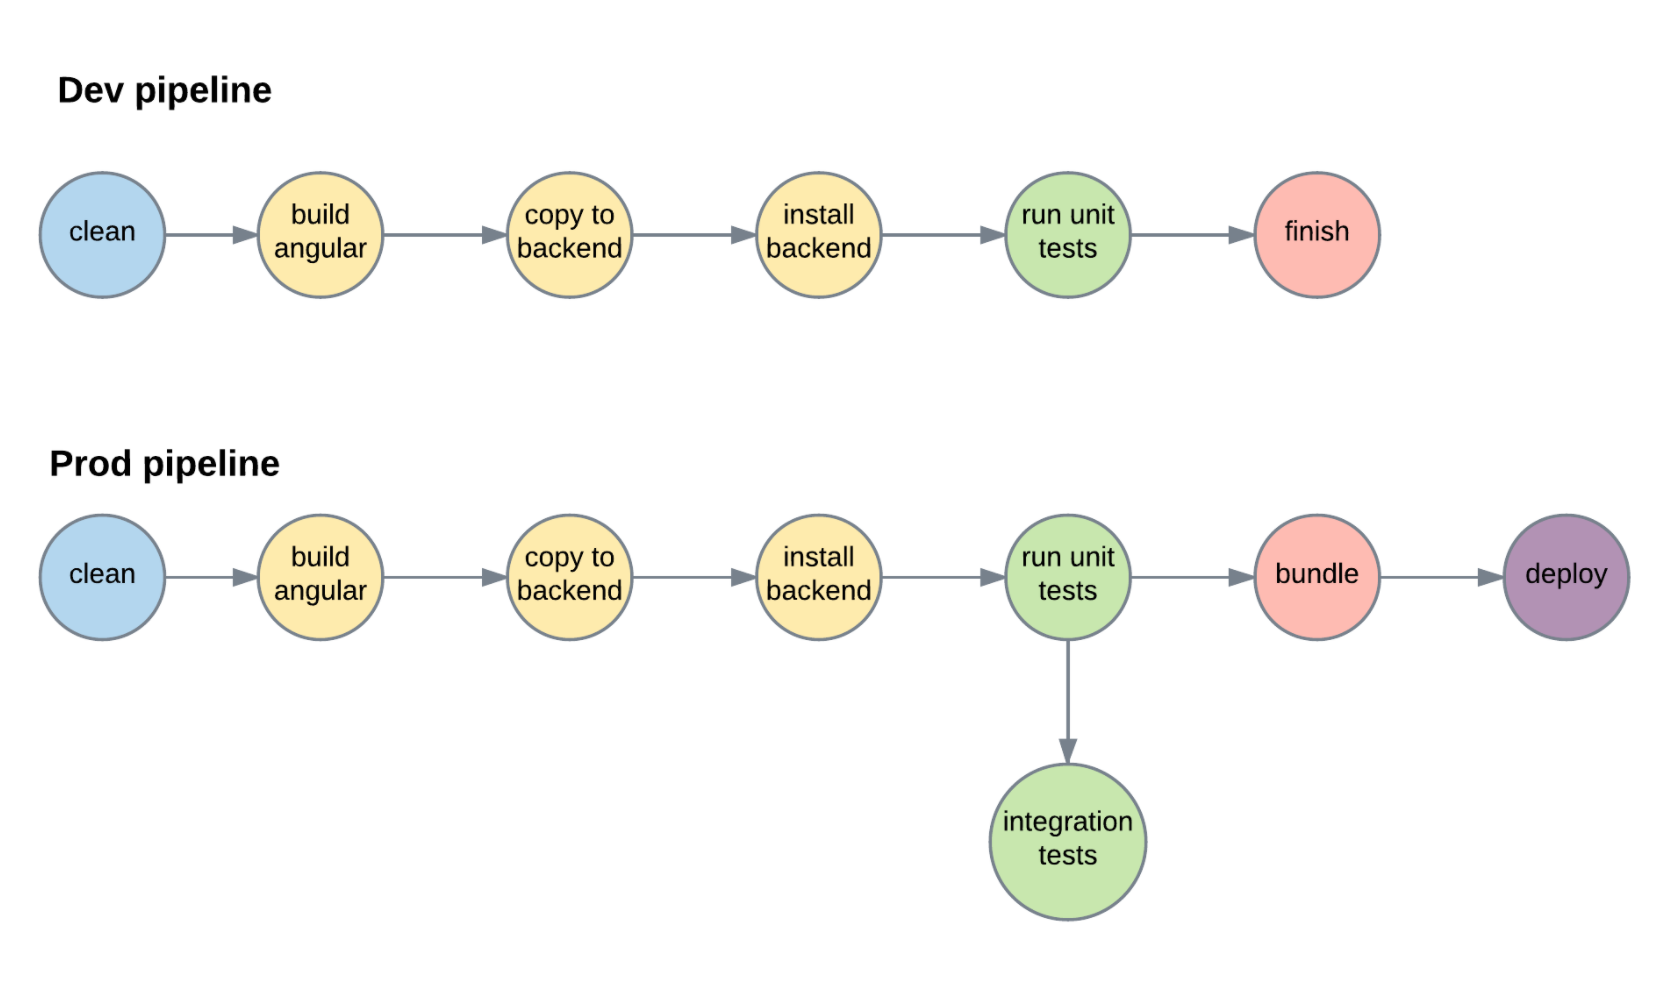 Dev pipeline
clean
build
angular
copy to
backend
install
backend
run unit
tests
finish
Prod pipeline
clean
build
angular
copy to
backend
install
backend
run unit
tests
bundle
deploy
integration
tests